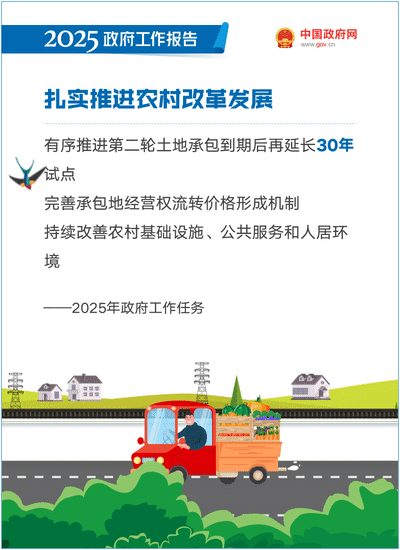 2025 政府工作报告
中国政府网
www.gov.cn
扎实推进农村改革发展
有序推进第二轮土地承包到期后再延长30年
试点
完善承包地经营权流转价格形成机制
持续改善农村基础设施、公共服务和人居环
境
——2025年政府工作任务